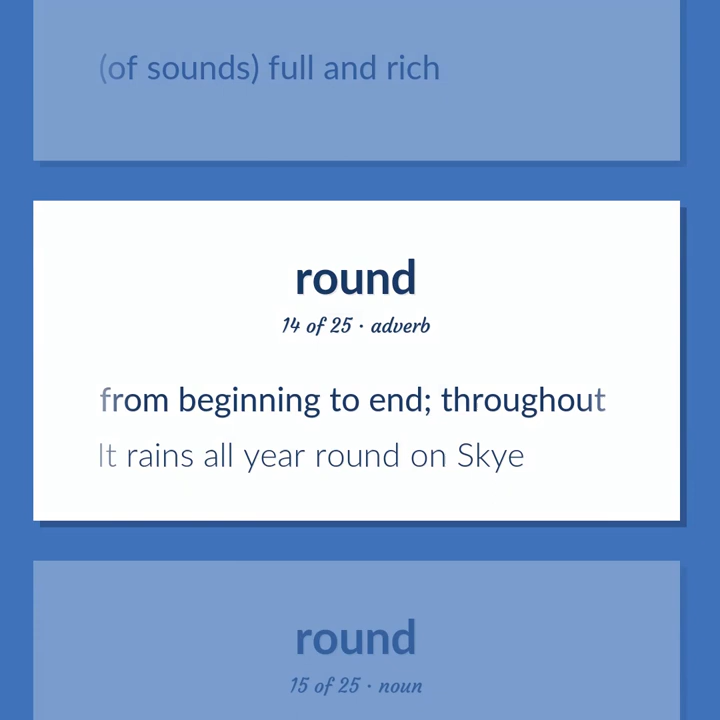 (of sounds) full and rich
round
14 of 25 · adverb
from beginning to end; throughout
It rains all year round on Skye
round
15 of 25 · noun